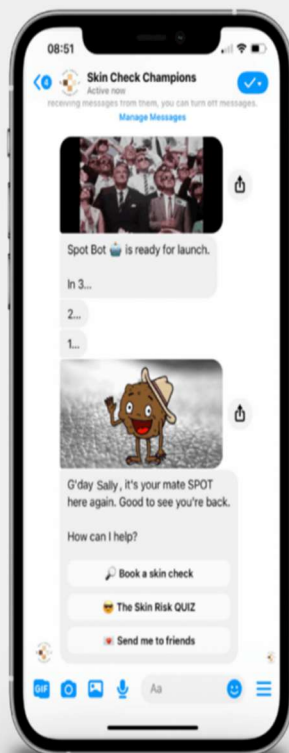 08:51
4
Skin Check Champions
Active now
receiving messages from them, you can turn off messages.
Manage Messages
Spot Bot is ready for launch.
In 3...
2...
1...
G'day Sally, it's your mate SPOT
here again. Good to see you're back.
How can I help?
Book a skin check
The Skin Risk QUIZ
Send me to friends
GIF
Aa